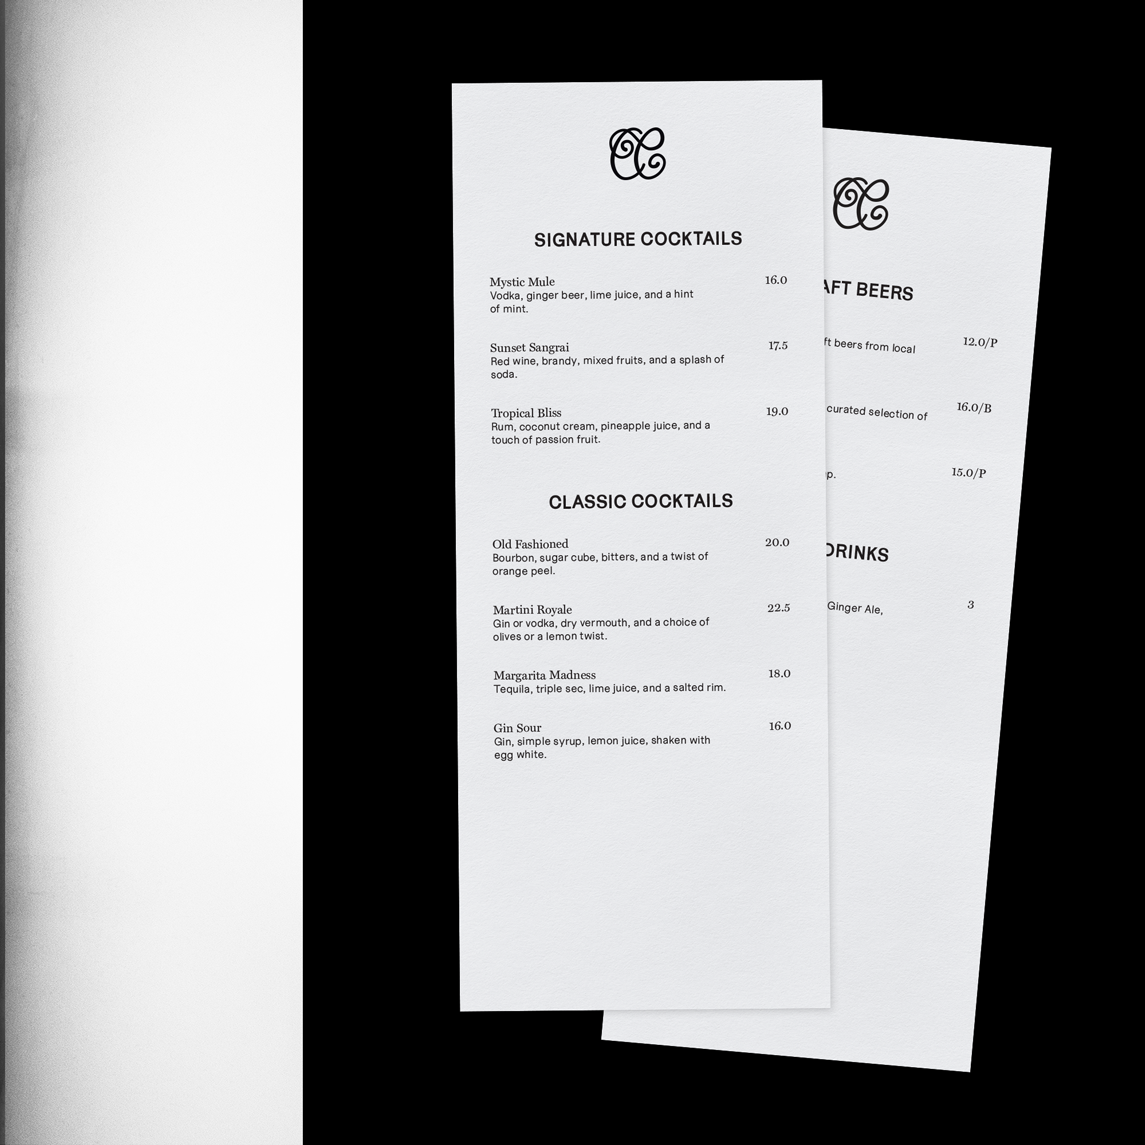 CC
SIGNATURE COCKTAILS
Mystic Mule 16.0
Vodka, ginger beer, lime juice, and a hint
of mint.
Sunset Sangrai 17.5
Red wine, brandy, mixed fruits, and a splash of
soda.
Tropical Bliss 19.0
Rum, coconut cream, pineapple juice, and a
touch of passion fruit.
CLASSIC COCKTAILS
Old Fashioned 20.0
Bourbon, sugar cube, bitters, and a twist of
orange peel.
Martini Royale 22.5
Gin or vodka, dry vermouth, and a choice of
olives or a lemon twist.
Margarita Madness 18.0
Tequila, triple sec, lime juice, and a salted rim.
Gin Sour 16.0
Gin, simple syrup, lemon juice, shaken with
egg white.
CC
BEERS
12.0/P
beers from local
16.0/B
curated selection of
15.0/P
DRINKS
3
Ginger Ale,